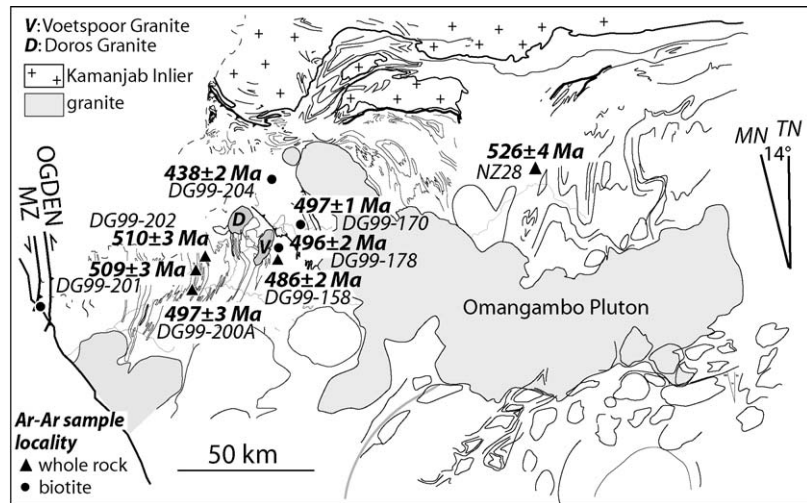 V: Voetspoor Granite
D: Doros Granite
Kamanjab Inlier
granite
MN TN
14°
526±4 Ma
NZ28
438±2 Ma
DG99-204
497±1 Ma
DG99-170
OGDEN
MZ
DG99-202
510±3 Ma
D
V
496±2 Ma
DG99-178
509±3 Ma
DG99-201
486±2 Ma
DG99-158
497±3 Ma
DG99-200A
Omangambo Pluton
Ar-Ar sample
locality
whole rock
biotite
50 km